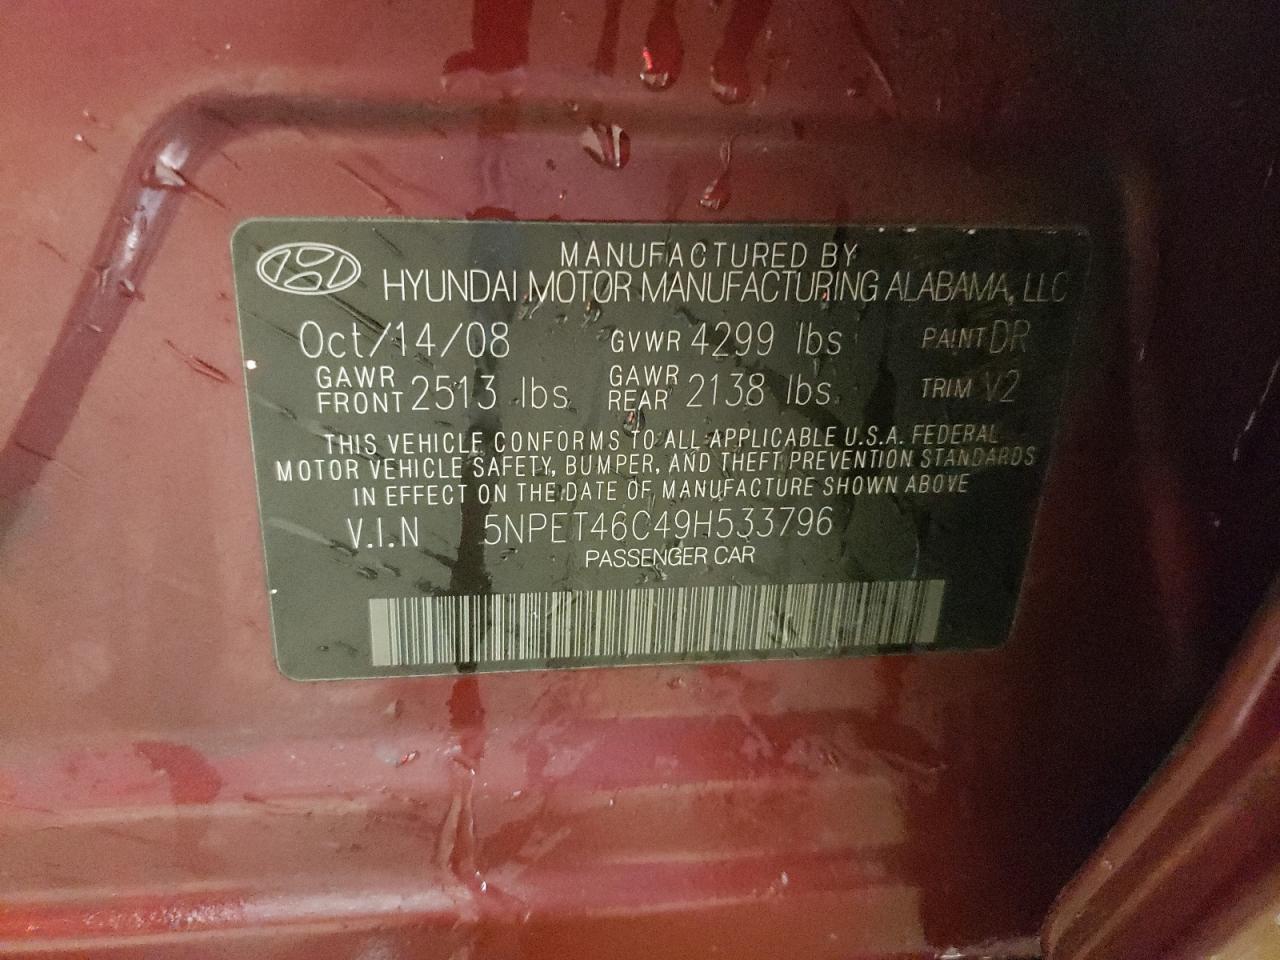 MANUFACTURED BY
HYUNDAI MOTOR MANUFACTURING ALABAMA, LLC
Oct/14/08 GVWR 4299 lbs PAINT DR
GAWR FRONT 2513 lbs GAWR REAR 2138 lbs TRIM V2
THIS VEHICLE CONFORMS TO ALL APPLICABLE U.S.A. FEDERAL
MOTOR VEHICLE SAFETY, BUMPER, AND THEFT PREVENTION STANDARDS
IN EFFECT ON THE DATE OF MANUFACTURE SHOWN ABOVE
V.I.N 5NPET46C49H533796
PASSENGER CAR